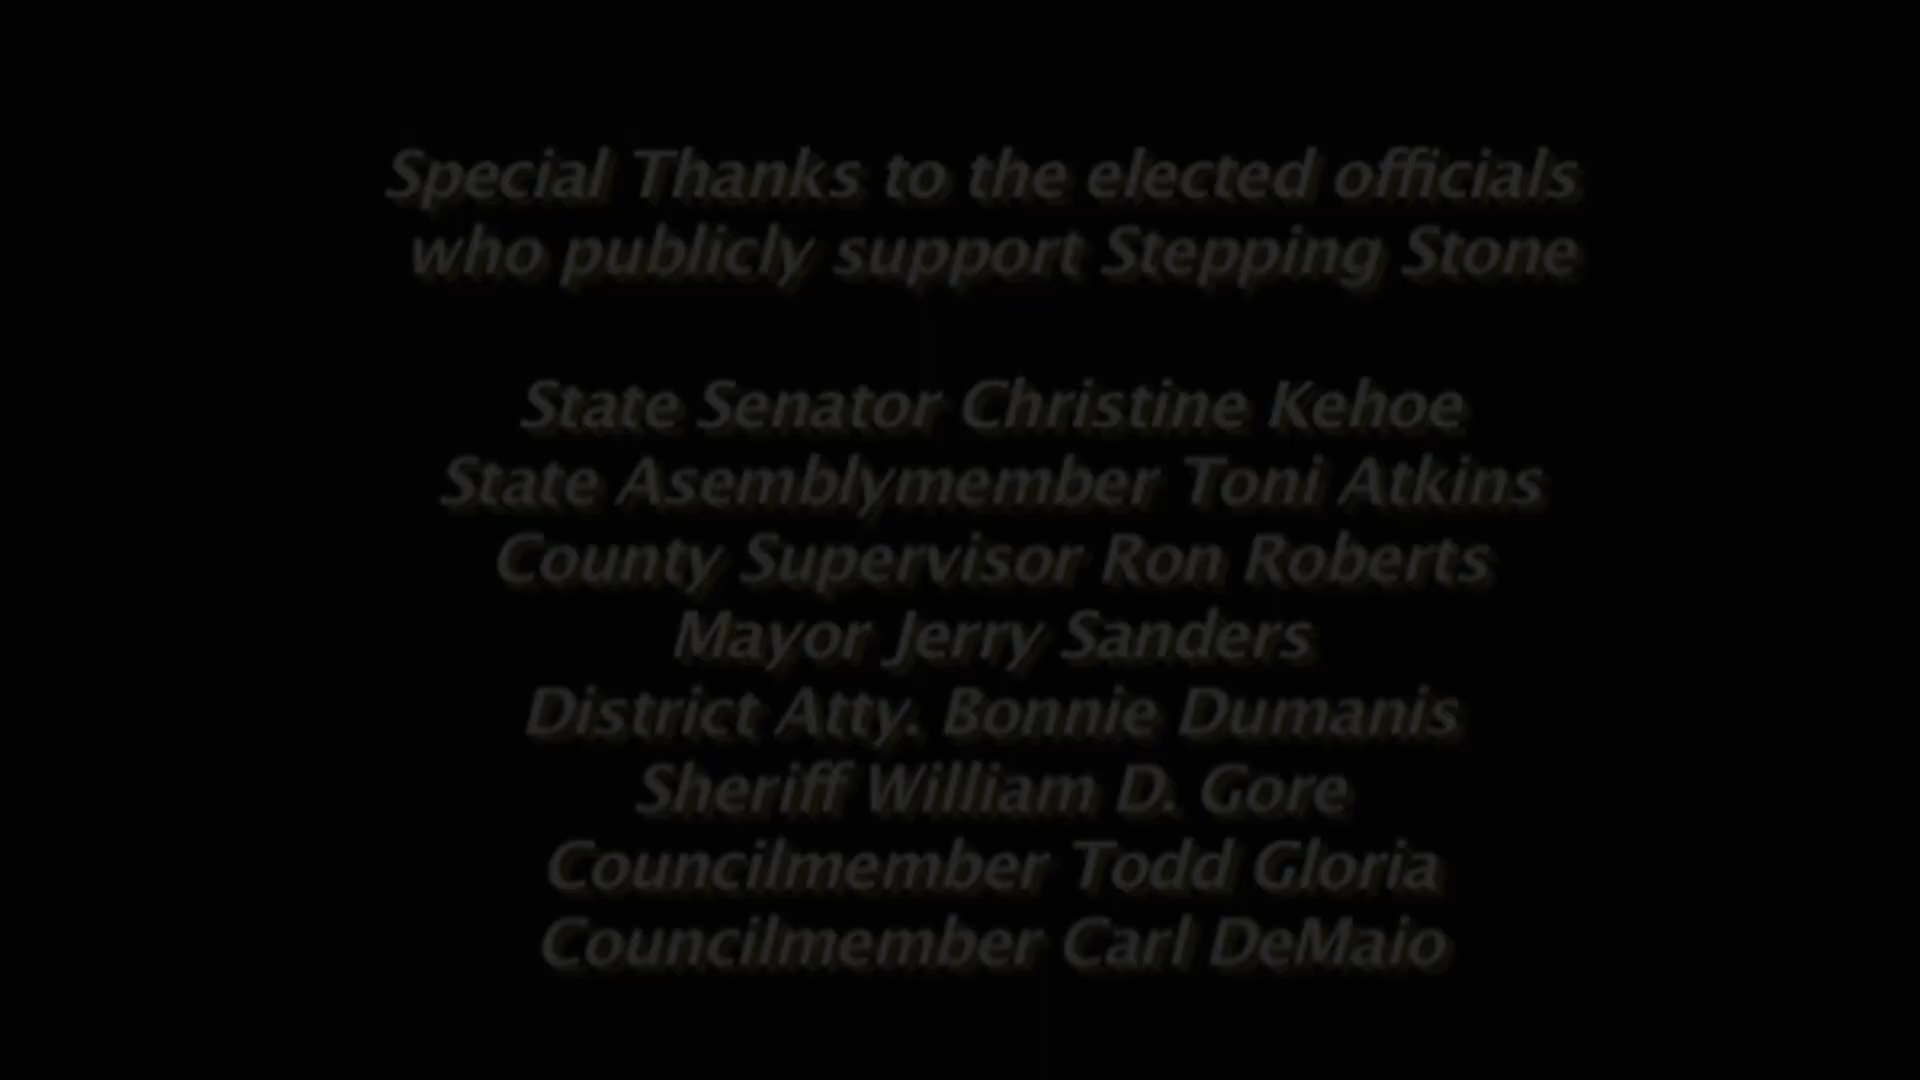 Special Thanks to the elected officials
who publicly support Stepping Stone
State Senator Christine Kehoe
State Asemblymember Toni Atkins
County Supervisor Ron Roberts
Mayor Jerry Sanders
District Atty. Bonnie Dumanis
Sheriff William D. Gore
Councilmember Todd Gloria
Councilmember Carl DeMaio